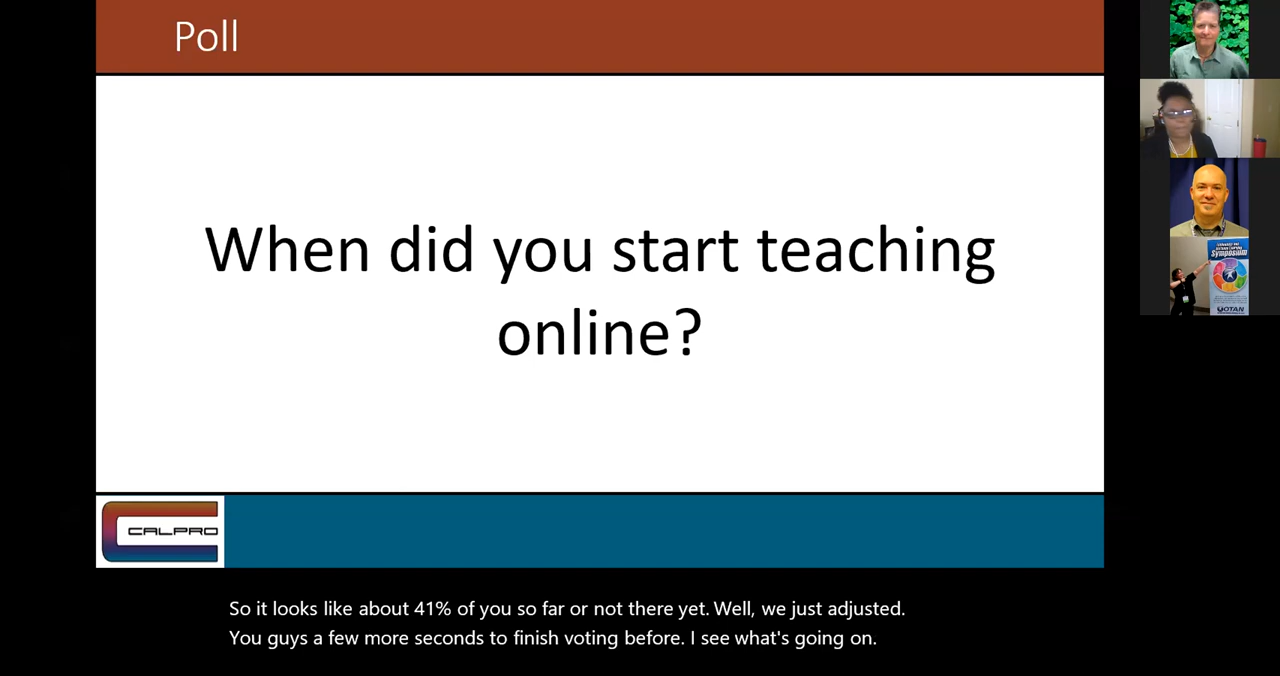 Poll
When did you start teaching
online?
CALPRO
So it looks like about 41% of you so far or not there yet. Well, we just adjusted.
You guys a few more seconds to finish voting before. I see what's going on.
Symposium
OTAN